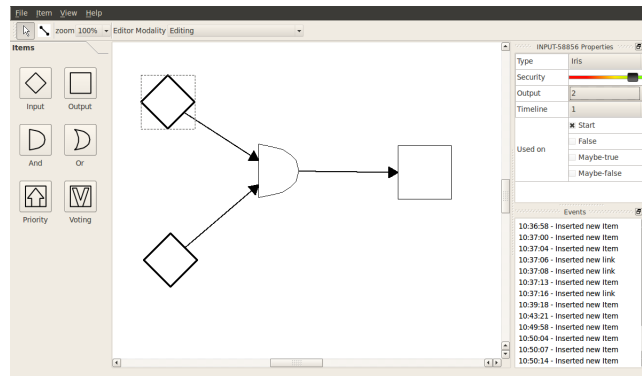 File Item View Help
zoom 100% Editor Modality Editing
Items
Input Output
And Or
Priority Voting
INPUT-58856 Properties
Type Iris
Security
Output 2
Timeline 1
Used on
Start
False
Maybe-true
Maybe-false
Events
10:36:58 - Inserted new Item
10:37:00 - Inserted new Item
10:37:04 - Inserted new Item
10:37:06 - Inserted new link
10:37:08 - Inserted new link
10:37:13 - Inserted new Item
10:37:16 - Inserted new link
10:39:18 - Inserted new Item
10:43:21 - Inserted new Item
10:49:58 - Inserted new Item
10:50:04 - Inserted new Item
10:50:07 - Inserted new Item
10:50:14 - Inserted new Item